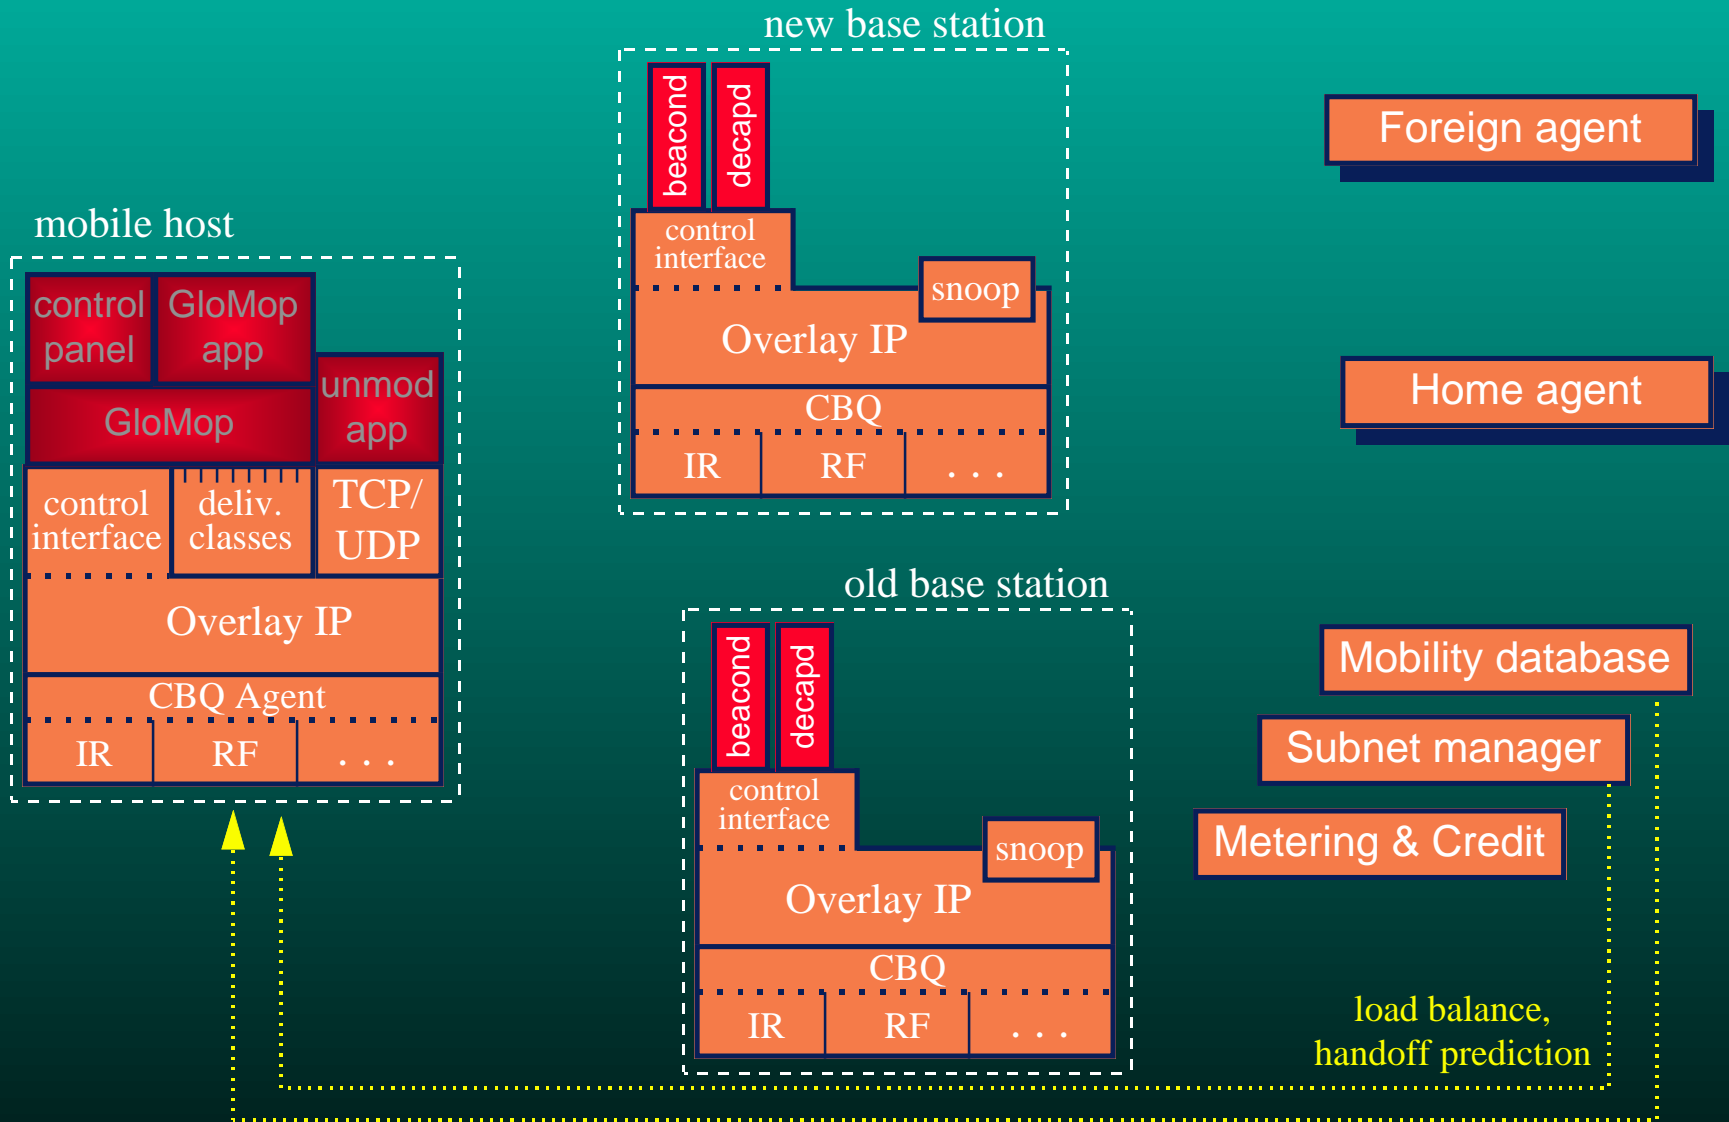 new base station
beacond
decapd
control
interface
snoop
Overlay IP
CBQ
IR
RF
. . .
Foreign agent
Home agent
mobile host
control
panel
GloMop
app
unmod
app
GloMop
control
interface
deliv.
classes
TCP/
UDP
Overlay IP
CBQ Agent
IR
RF
. . .
old base station
beacond
decapd
control
interface
snoop
Overlay IP
CBQ
IR
RF
. . .
Mobility database
Subnet manager
Metering & Credit
load balance,
handoff prediction